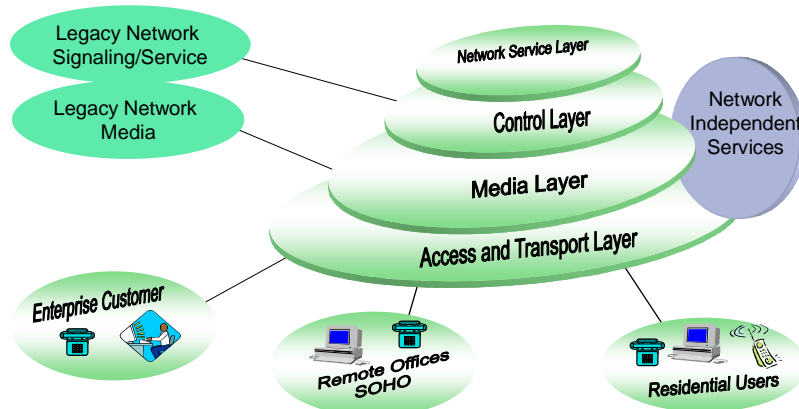 Legacy Network
Signaling/Service
Legacy Network
Media
Network Service Layer
Control Layer
Media Layer
Access and Transport Layer
Network
Independent
Services
Enterprise Customer
Remote Offices
SOHO
Residential Users